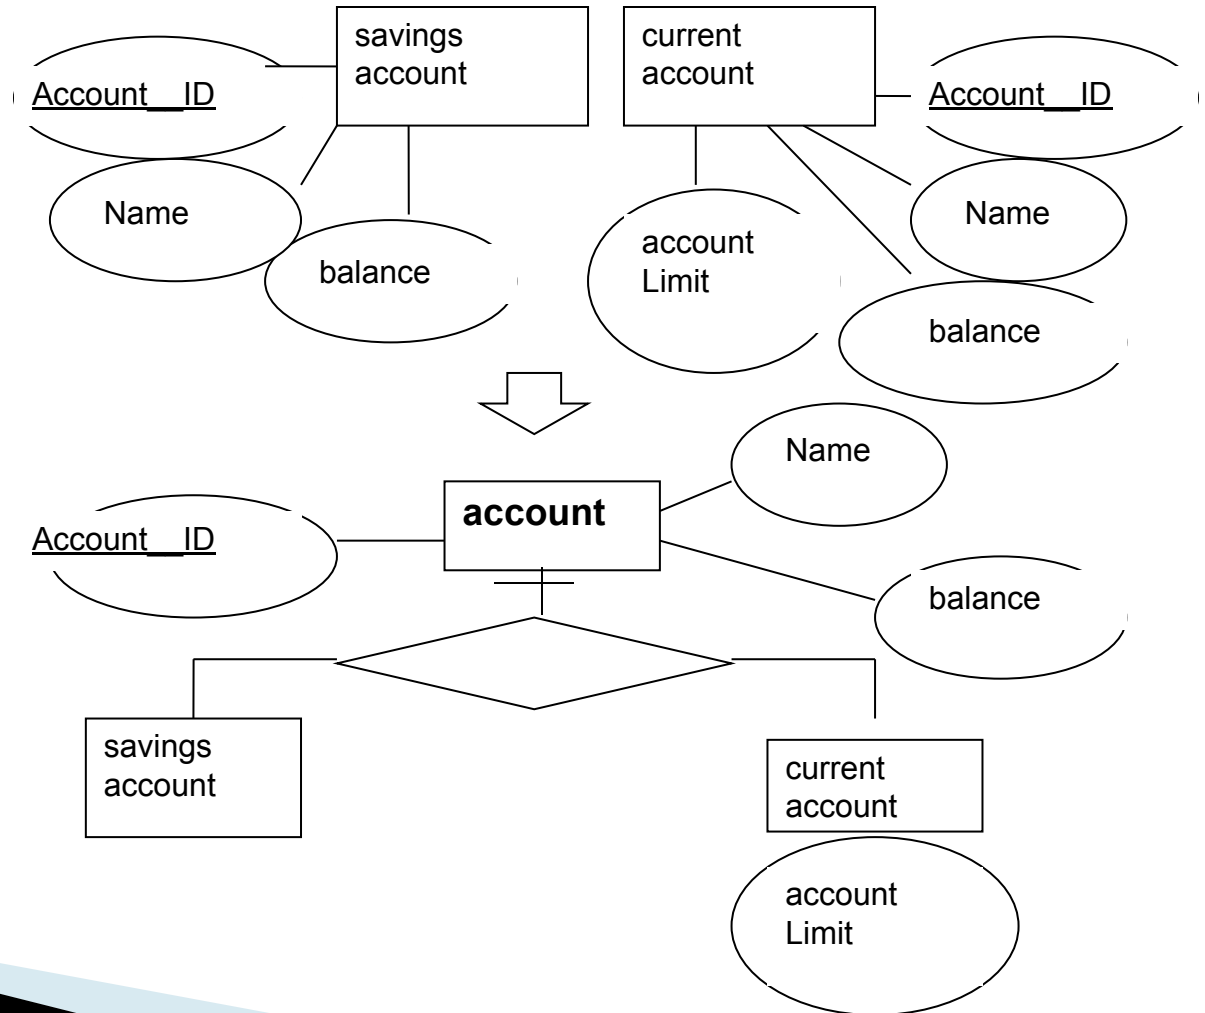 savings
account
current
account
Account__ID
Account__ID
Name
balance
account
Limit
Name
balance
Name
account
Account__ID
balance
savings
account
current
account
account
Limit